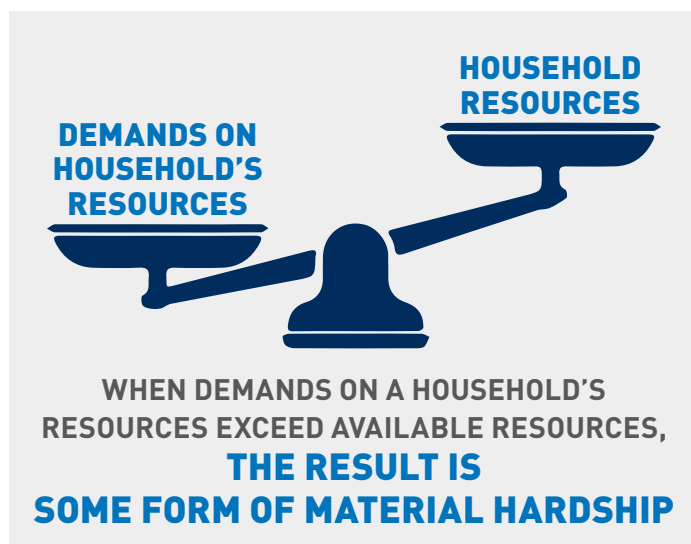 HOUSEHOLD
RESOURCES
DEMANDS ON
HOUSEHOLD'S
RESOURCES
WHEN DEMANDS ON A HOUSEHOLD'S
RESOURCES EXCEED AVAILABLE RESOURCES,
THE RESULT IS
SOME FORM OF MATERIAL HARDSHIP